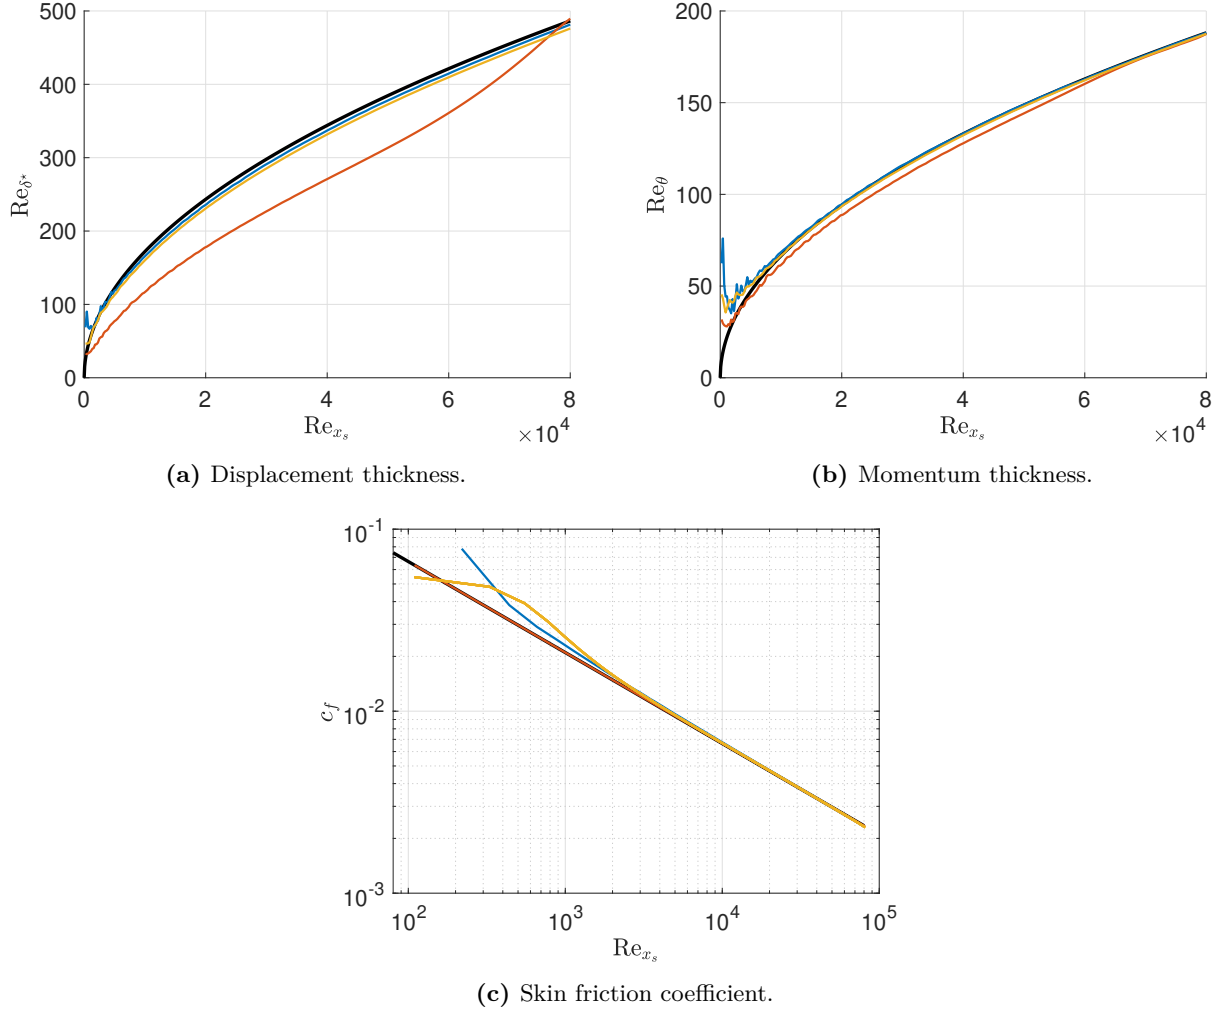 500
400
300
200
100
0
Re_{δ*}
0 2 4 6 8
Re_{x_s}
×10^4
(a) Displacement thickness.
200
150
100
50
0
Re_θ
0 2 4 6 8
Re_{x_s}
×10^4
(b) Momentum thickness.
10^{-1}
10^{-2}
10^{-3}
c_f
10^2 10^3 10^4 10^5
Re_{x_s}
(c) Skin friction coefficient.